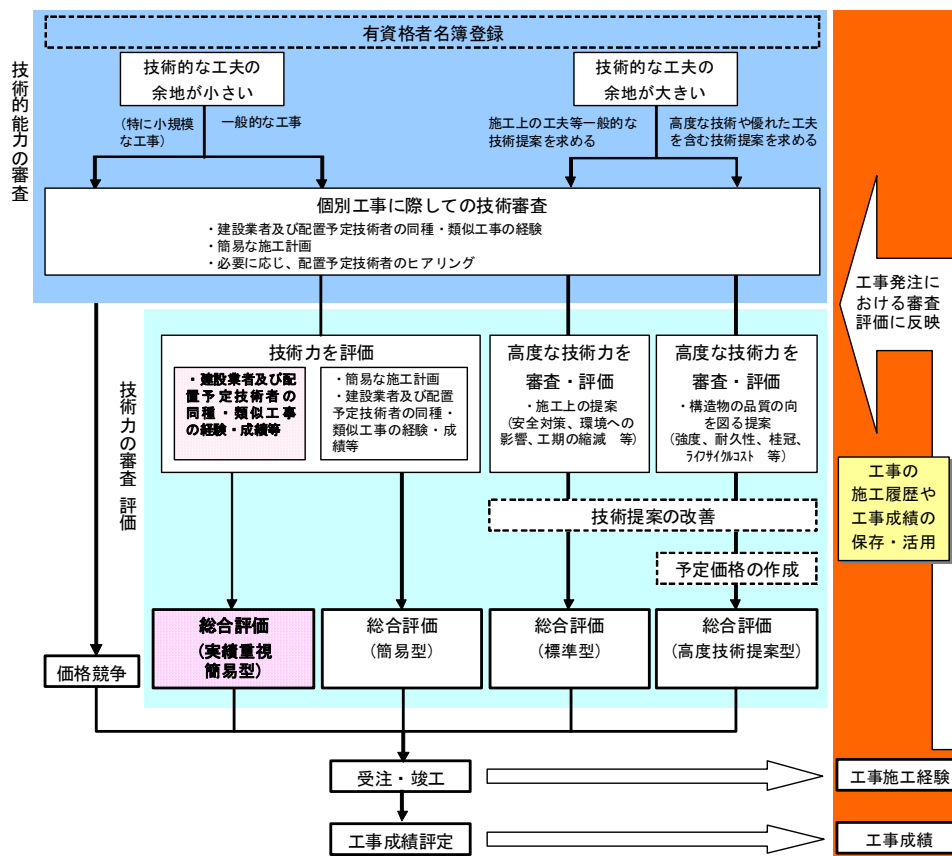 有資格者名簿登録
技術的能力の審査
技術的な工夫の
余地が小さい
技術的な工夫の
余地が大きい
(特に小規模
な工事)
一般的な工事
施工上の工夫等一般的な
技術提案を求める
高度な技術や優れた工夫
を含む技術提案を求める
個別工事に際しての技術審査
・建設業者及び配置予定技術者の同種・類似工事の経験
・簡易な施工計画
・必要に応じ、配置予定技術者のヒアリング
工事発注に
おける審査
評価に反映
技術力の審査 評価
技術力を評価
・建設業者及び配
置予定技術者の
同種・類似工事
の経験・成績等
・簡易な施工計画
・建設業者及び配置
予定技術者の同種・
類似工事の経験・成
績等
高度な技術力を
審査・評価
・施工上の提案
(安全対策、環境への
影響、工期の縮減 等)
高度な技術力を
審査・評価
・構造物の品質の向
を図る提案
(強度、耐久性、桂冠、
ﾗｲﾌｻｲｸﾙｺｽﾄ 等)
工事の
施工履歴や
工事成績の
保存・活用
技術提案の改善
予定価格の作成
価格競争
総合評価
(実績重視
簡易型)
総合評価
(簡易型)
総合評価
(標準型)
総合評価
(高度技術提案型)
受注・竣工
工事施工経験
工事成績評定
工事成績